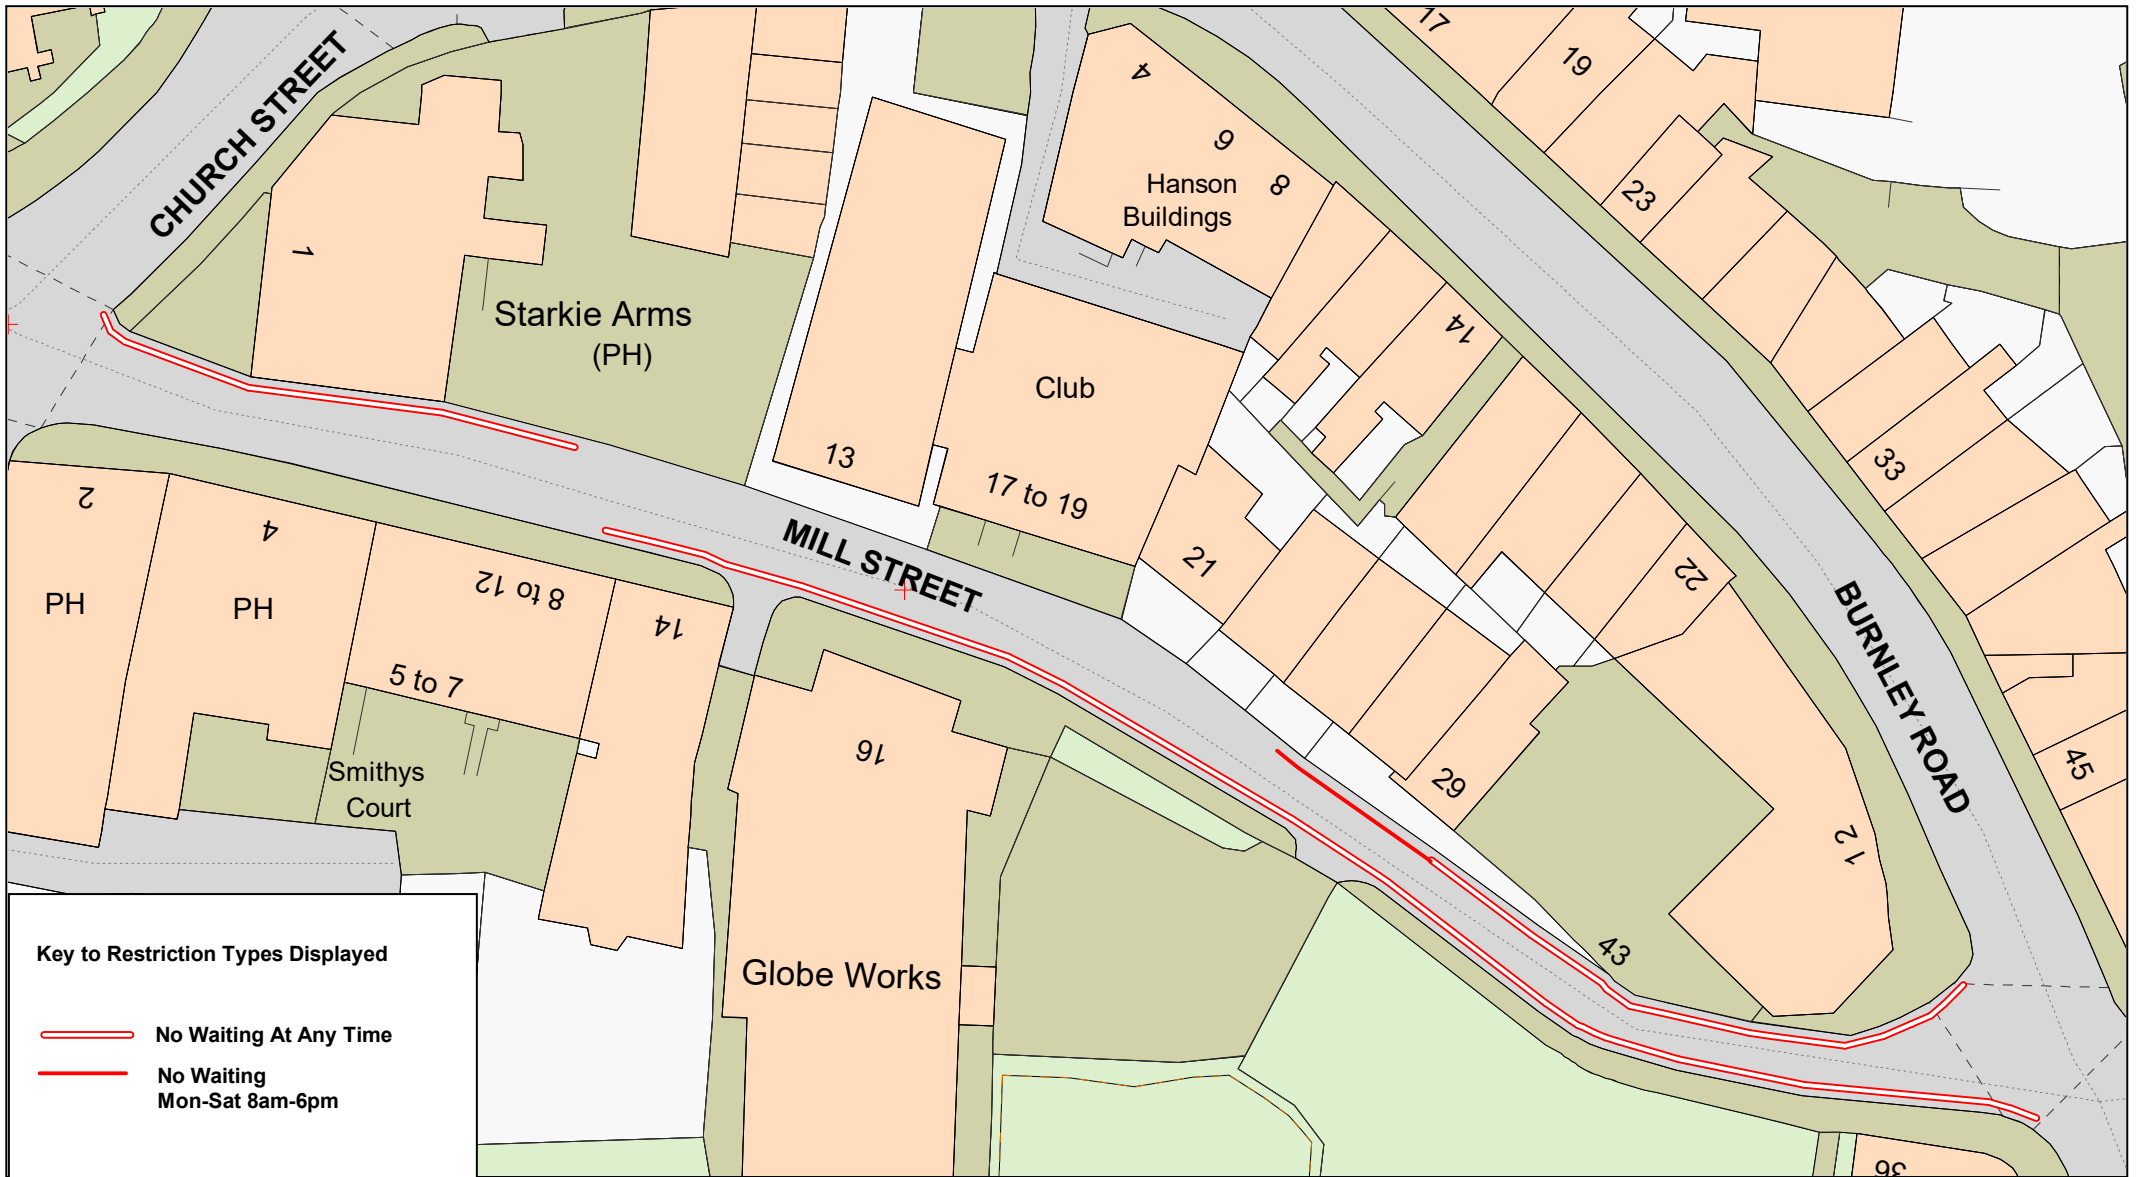 17
19
CHURCH STREET
4
6
Hanson
8
Buildings
23
1
Starkie Arms
(PH)
14
Club
13
17 to 19
33
2
4
MILL STREET
21
22
8 to 12
PH
PH
14
BURNLEY ROAD
5 to 7
16
29
45
Smithys
Court
12
43
Globe Works
Key to Restriction Types Displayed
No Waiting At Any Time
No Waiting
Mon-Sat 8am-6pm
36